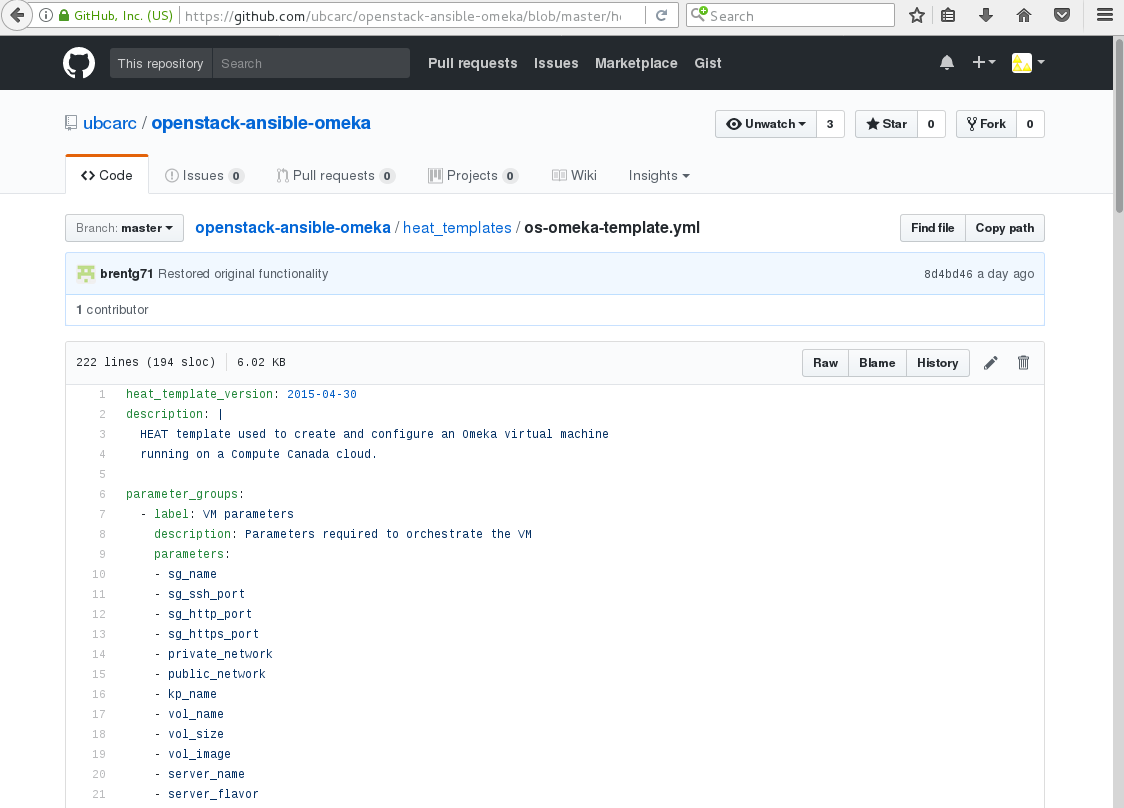 GitHub, Inc. (US) https://github.com/ubcarc/openstack-ansible-omeka/blob/master/he Search
This repository Search Pull requests Issues Marketplace Gist
ubcarc / openstack-ansible-omeka Unwatch 3 Star 0 Fork 0
Code Issues 0 Pull requests 0 Projects 0 Wiki Insights
Branch: master openstack-ansible-omeka / heat_templates / os-omeka-template.yml Find file Copy path
brentg71 Restored original functionality 8d4bd46 a day ago
1 contributor
222 lines (194 sloc) 6.02 KB Raw Blame History
1 heat_template_version: 2015-04-30
2 description: |
3 HEAT template used to create and configure an Omeka virtual machine
4 running on a Compute Canada cloud.
5
6 parameter_groups:
7 - label: VM parameters
8 description: Parameters required to orchestrate the VM
9 parameters:
10 - sg_name
11 - sg_ssh_port
12 - sg_http_port
13 - sg_https_port
14 - private_network
15 - public_network
16 - kp_name
17 - vol_name
18 - vol_size
19 - vol_image
20 - server_name
21 - server_flavor